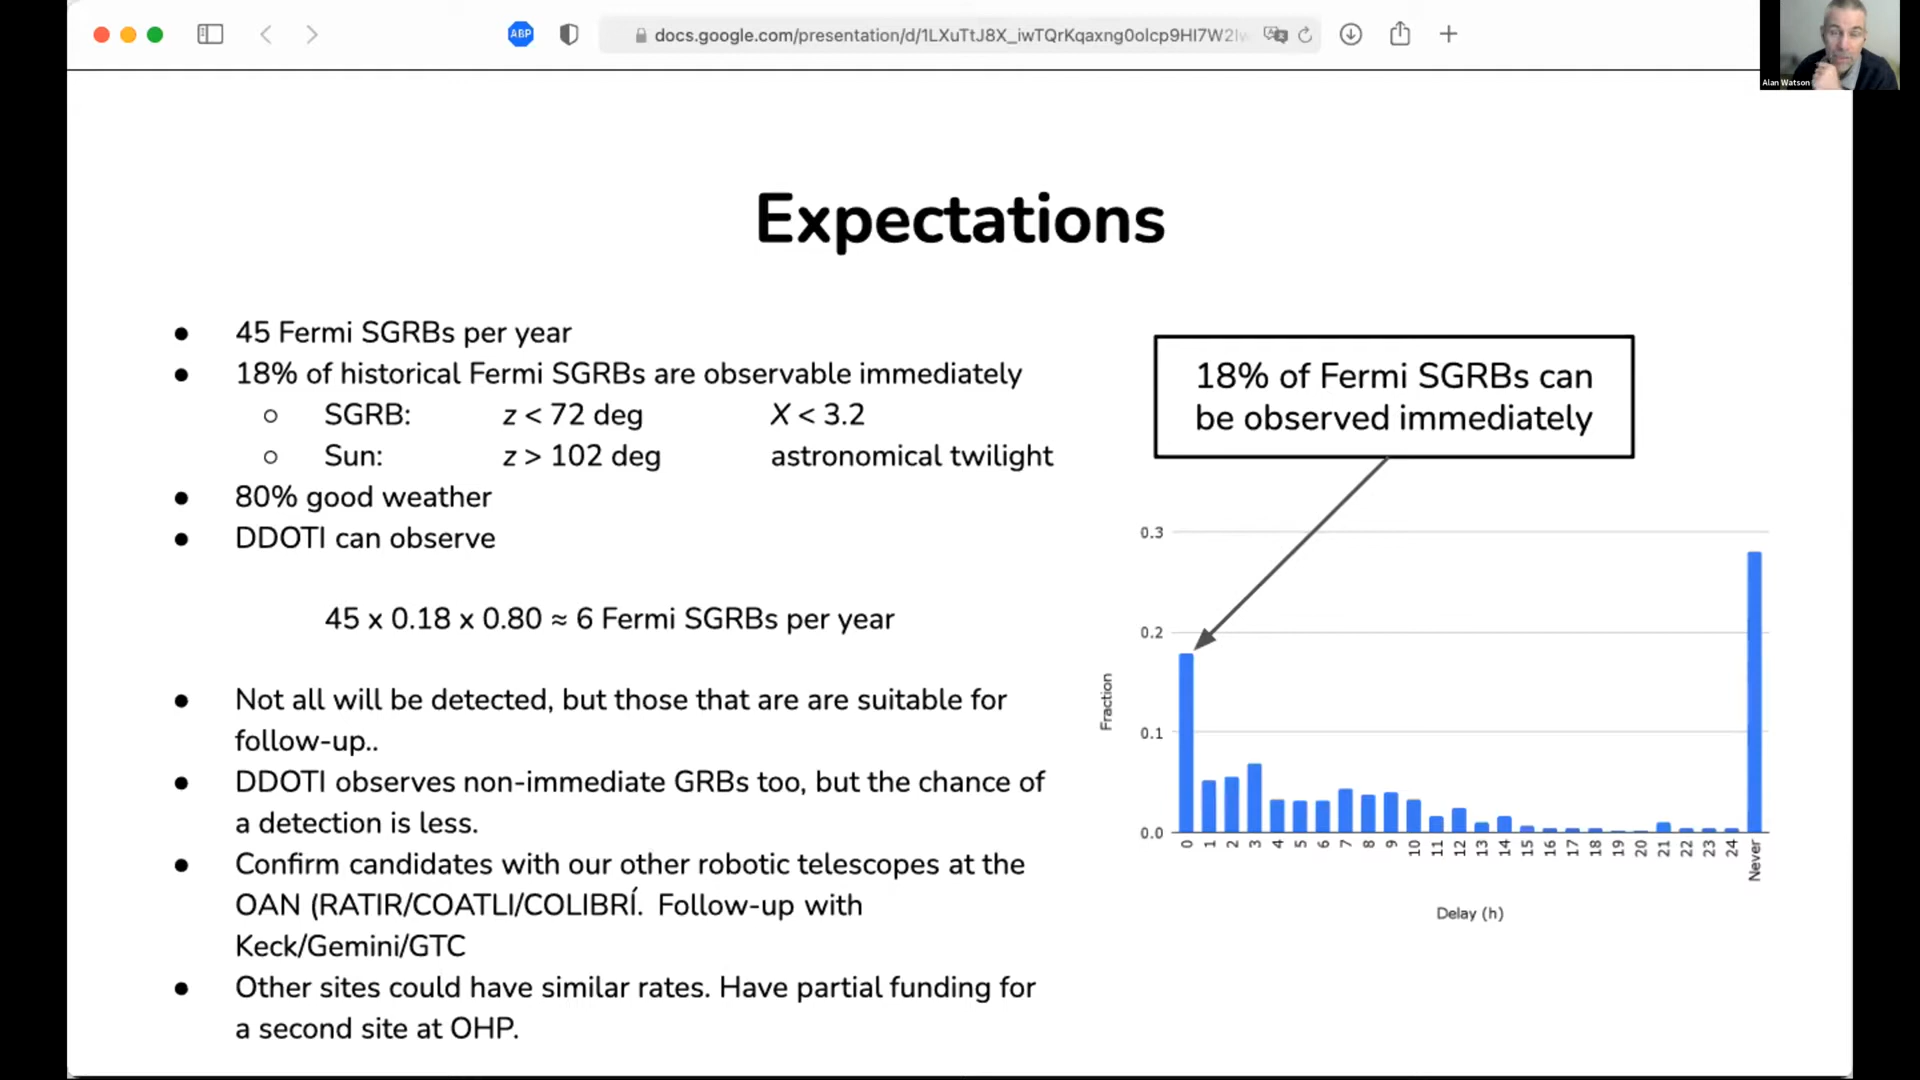 ABP
docs.google.com/presentation/d/1LXuTtJ8X_iwTQrKqaxng0oIcp9HI7W2Iw
Alan Watson
Expectations
● 45 Fermi SGRBs per year
● 18% of historical Fermi SGRBs are observable immediately
○ SGRB: z < 72 deg X < 3.2
○ Sun: z > 102 deg astronomical twilight
● 80% good weather
● DDOTI can observe
45 x 0.18 x 0.80 ≈ 6 Fermi SGRBs per year
● Not all will be detected, but those that are are suitable for
follow-up..
● DDOTI observes non-immediate GRBs too, but the chance of
a detection is less.
● Confirm candidates with our other robotic telescopes at the
OAN (RATIR/COATLI/COLIBRÍ. Follow-up with
Keck/Gemini/GTC
● Other sites could have similar rates. Have partial funding for
a second site at OHP.
18% of Fermi SGRBs can
be observed immediately
0.3
0.2
0.1
0.0
Fraction
0 1 2 3 4 5 6 7 8 9 10 11 12 13 14 15 16 17 18 19 20 21 22 23 24 Never
Delay (h)